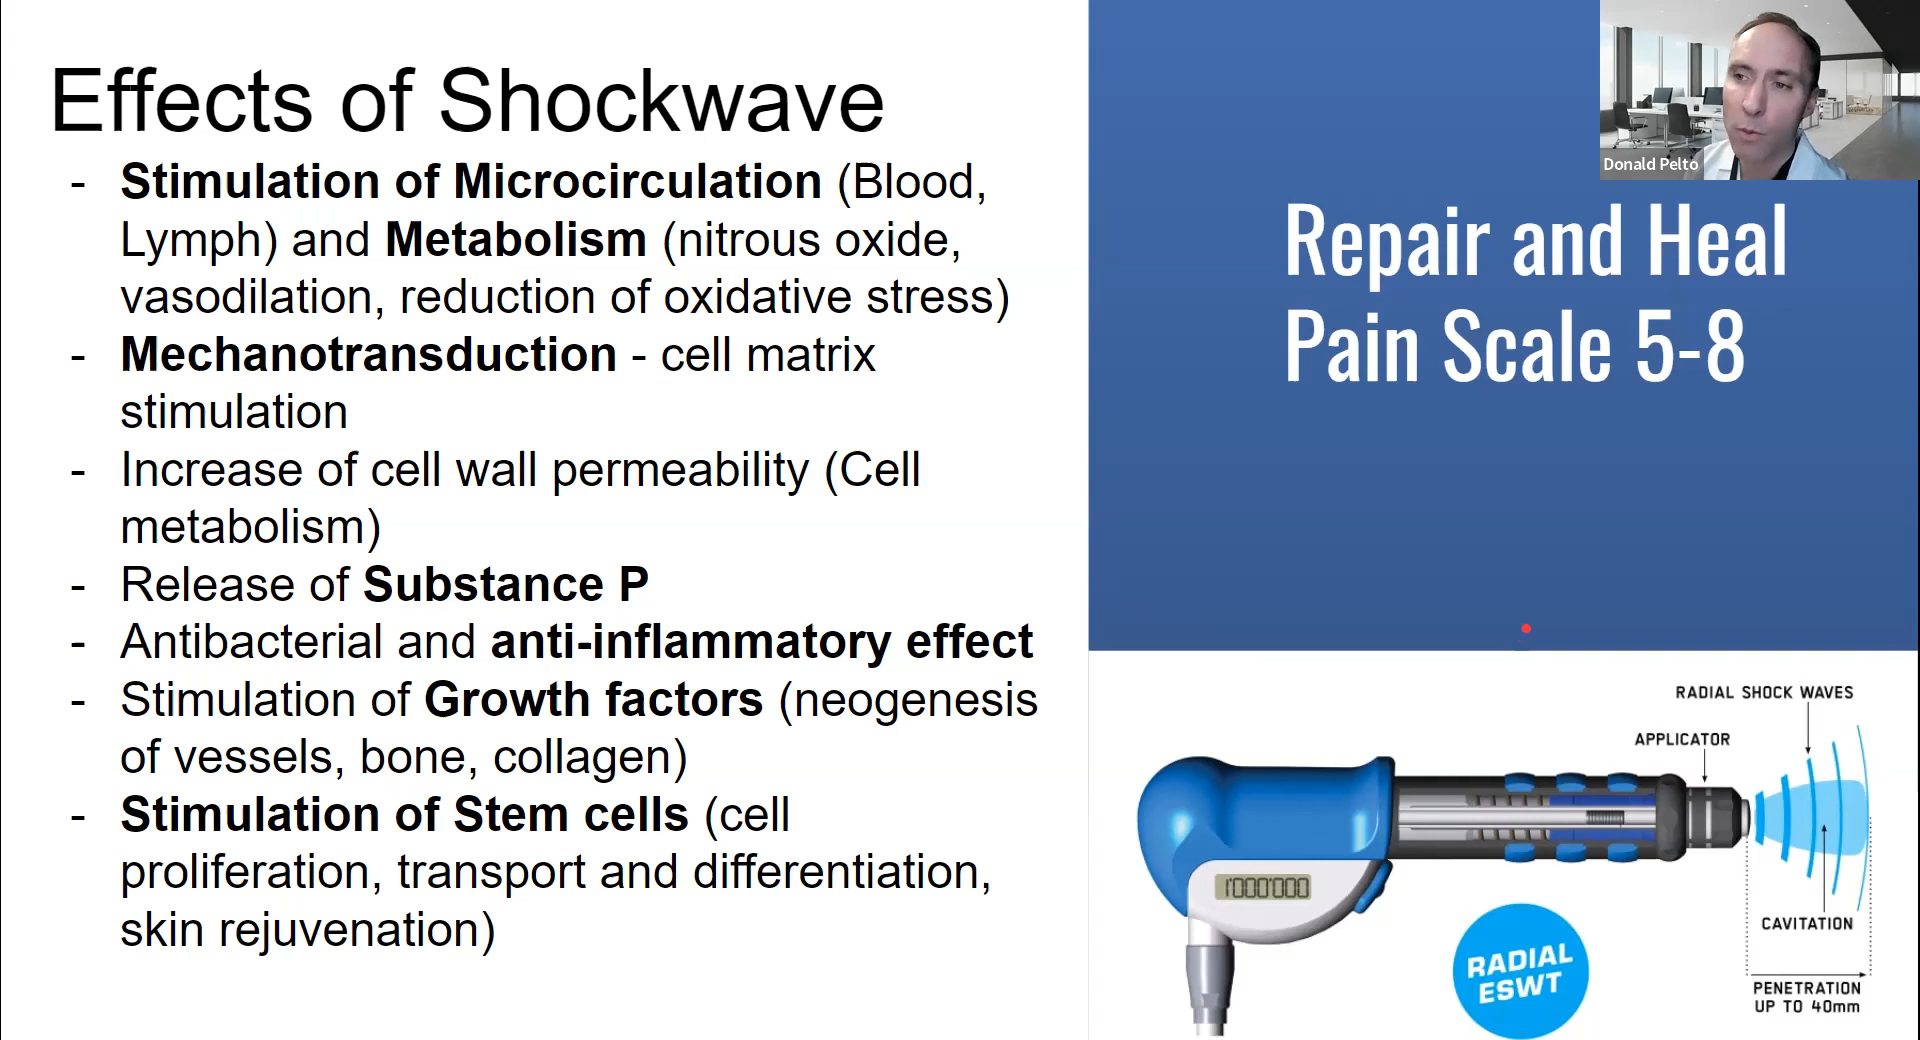 Effects of Shockwave
- Stimulation of Microcirculation (Blood,
Lymph) and Metabolism (nitrous oxide,
vasodilation, reduction of oxidative stress)
- Mechanotransduction - cell matrix
stimulation
- Increase of cell wall permeability (Cell
metabolism)
- Release of Substance P
- Antibacterial and anti-inflammatory effect
- Stimulation of Growth factors (neogenesis
of vessels, bone, collagen)
- Stimulation of Stem cells (cell
proliferation, transport and differentiation,
skin rejuvenation)
Donald Pelto
Repair and Heal
Pain Scale 5-8
RADIAL SHOCK WAVES
APPLICATOR
1'000'000
CAVITATION
RADIAL
ESWT
PENETRATION
UP TO 40mm